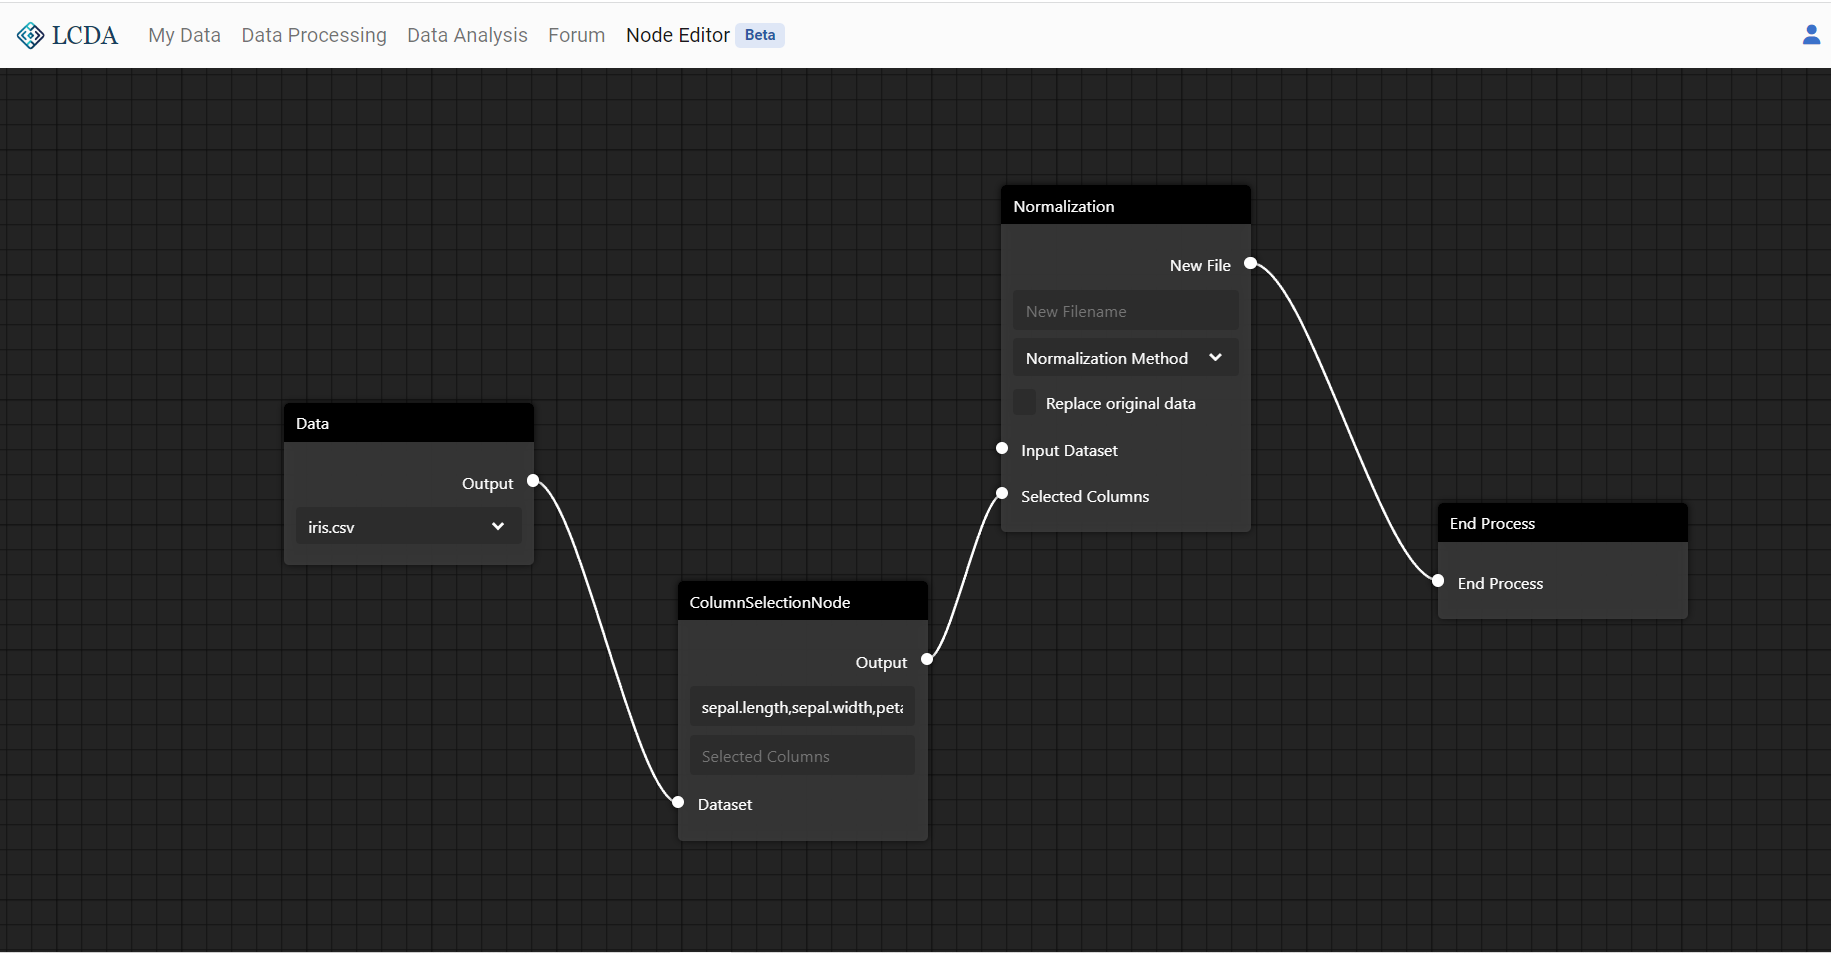 LCDA My Data Data Processing Data Analysis Forum Node Editor Beta
Normalization
New File
New Filename
Normalization Method
Replace original data
Input Dataset
Selected Columns
Data
Output
iris.csv
End Process
End Process
ColumnSelectionNode
Output
sepal.length,sepal.width,peta
Selected Columns
Dataset